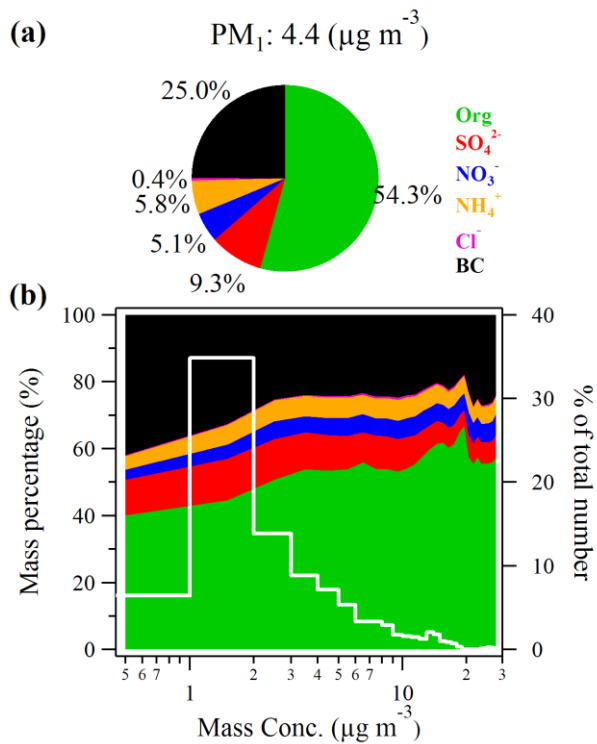 (a)
PM₁: 4.4 (µg m⁻³)
25.0%
0.4%
5.8%
5.1%
9.3%
54.3%
Org
SO₄²⁻
NO₃⁻
NH₄⁺
Cl⁻
BC
(b)
Mass percentage (%)
100
80
60
40
20
0
40
30
20
10
0
% of total number
5 6 7 1 2 3 4 5 6 7 10 2 3
Mass Conc. (µg m⁻³)